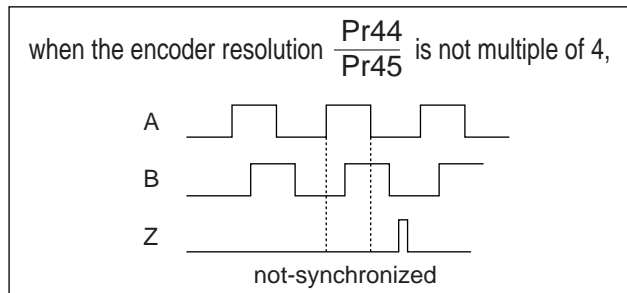 when the encoder resolution Pr44 / Pr45 is not multiple of 4,
A
B
Z
not-synchronized